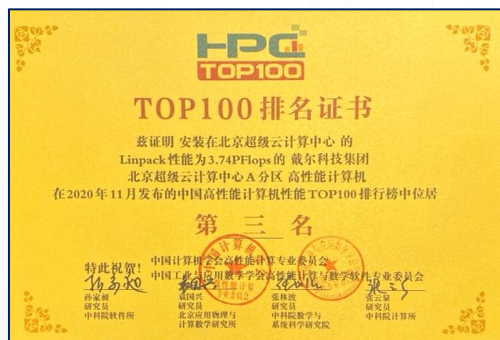 HPC
TOP100
TOP100 排名证书
兹证明 安装在北京超级云计算中心 的
Linpack性能为3.74PFlops的 戴尔科技集团
北京超级云计算中心A分区 高性能计算机
在2020年11月发布的中国高性能计算机性能TOP100排行榜中位居
第三名
特此祝贺!
中国计算机学会高性能计算专业委员会
中国工业与应用数学学会高性能计算与数学软件专业委员会
孙家昶 袁国兴 张林波 张云泉
研究员 研究员 研究员 研究员
中科院软件所 北京应用物理与 中科院数学与 中科院计算所
计算数学研究所 系统科学研究院